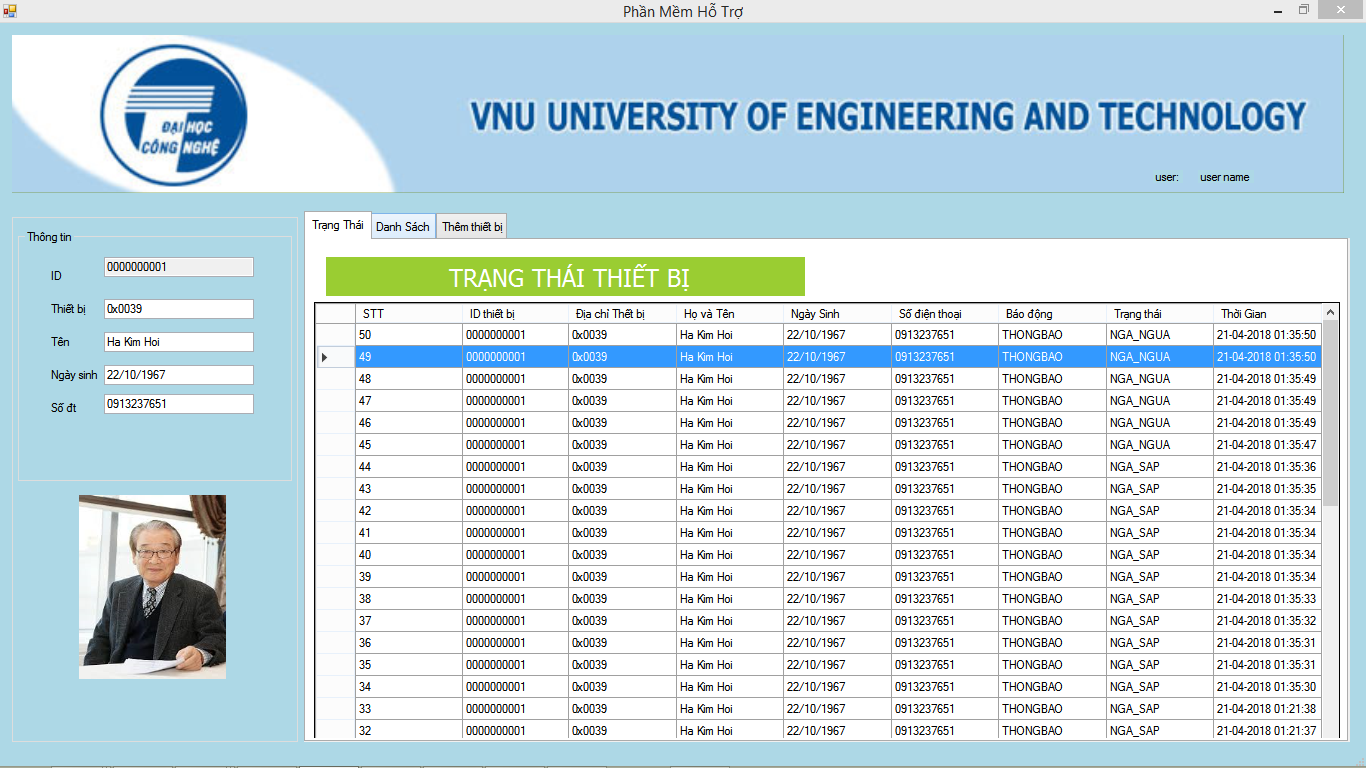 Phần Mềm Hỗ Trợ
ĐẠI HỌC
CÔNG NGHỆ
VNU UNIVERSITY OF ENGINEERING AND TECHNOLOGY
user: user name
Thông tin
ID 0000000001
Thiết bị 0x0039
Tên Ha Kim Hoi
Ngày sinh 22/10/1967
Số đt 0913237651
Trạng Thái Danh Sách Thêm thiết bị
TRẠNG THÁI THIẾT BỊ
STT ID thiết bị Địa chỉ Thết bị Họ và Tên Ngày Sinh Số điện thoại Báo động Trạng thái Thời Gian
50 0000000001 0x0039 Ha Kim Hoi 22/10/1967 0913237651 THONGBAO NGA_NGUA 21-04-2018 01:35:50
49 0000000001 0x0039 Ha Kim Hoi 22/10/1967 0913237651 THONGBAO NGA_NGUA 21-04-2018 01:35:50
48 0000000001 0x0039 Ha Kim Hoi 22/10/1967 0913237651 THONGBAO NGA_NGUA 21-04-2018 01:35:49
47 0000000001 0x0039 Ha Kim Hoi 22/10/1967 0913237651 THONGBAO NGA_NGUA 21-04-2018 01:35:49
46 0000000001 0x0039 Ha Kim Hoi 22/10/1967 0913237651 THONGBAO NGA_NGUA 21-04-2018 01:35:49
45 0000000001 0x0039 Ha Kim Hoi 22/10/1967 0913237651 THONGBAO NGA_NGUA 21-04-2018 01:35:47
44 0000000001 0x0039 Ha Kim Hoi 22/10/1967 0913237651 THONGBAO NGA_SAP 21-04-2018 01:35:36
43 0000000001 0x0039 Ha Kim Hoi 22/10/1967 0913237651 THONGBAO NGA_SAP 21-04-2018 01:35:35
42 0000000001 0x0039 Ha Kim Hoi 22/10/1967 0913237651 THONGBAO NGA_SAP 21-04-2018 01:35:34
41 0000000001 0x0039 Ha Kim Hoi 22/10/1967 0913237651 THONGBAO NGA_SAP 21-04-2018 01:35:34
40 0000000001 0x0039 Ha Kim Hoi 22/10/1967 0913237651 THONGBAO NGA_SAP 21-04-2018 01:35:34
39 0000000001 0x0039 Ha Kim Hoi 22/10/1967 0913237651 THONGBAO NGA_SAP 21-04-2018 01:35:34
38 0000000001 0x0039 Ha Kim Hoi 22/10/1967 0913237651 THONGBAO NGA_SAP 21-04-2018 01:35:33
37 0000000001 0x0039 Ha Kim Hoi 22/10/1967 0913237651 THONGBAO NGA_SAP 21-04-2018 01:35:32
36 0000000001 0x0039 Ha Kim Hoi 22/10/1967 0913237651 THONGBAO NGA_SAP 21-04-2018 01:35:31
35 0000000001 0x0039 Ha Kim Hoi 22/10/1967 0913237651 THONGBAO NGA_SAP 21-04-2018 01:35:31
34 0000000001 0x0039 Ha Kim Hoi 22/10/1967 0913237651 THONGBAO NGA_SAP 21-04-2018 01:35:30
33 0000000001 0x0039 Ha Kim Hoi 22/10/1967 0913237651 THONGBAO NGA_SAP 21-04-2018 01:21:38
32 0000000001 0x0039 Ha Kim Hoi 22/10/1967 0913237651 THONGBAO NGA_SAP 21-04-2018 01:21:37